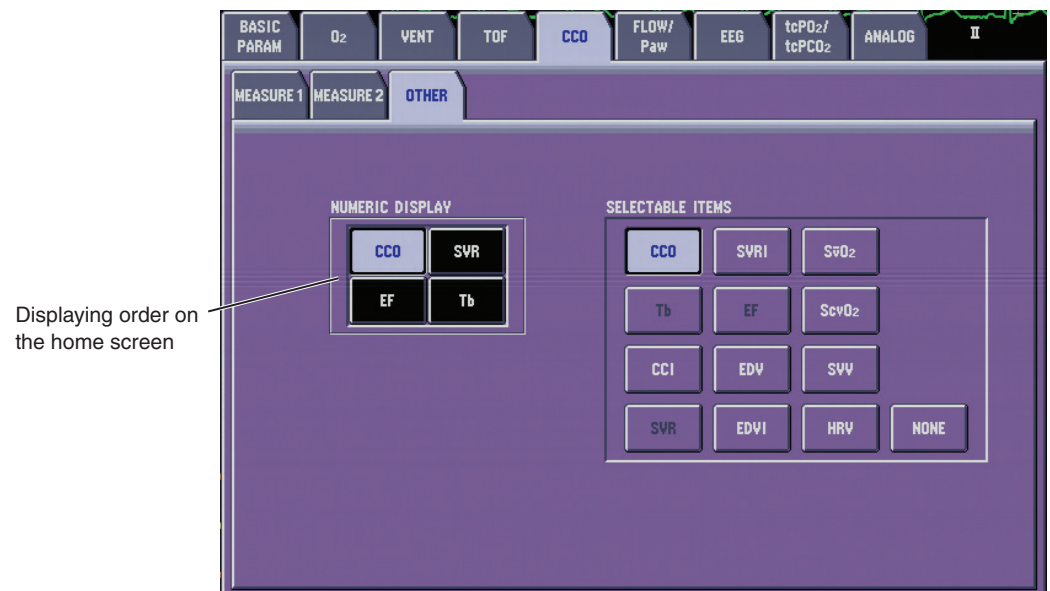 BASIC
PARAM
O2
VENT
TOF
CCO
FLOW/
Paw
EEG
tcPO2/
tcPCO2
ANALOG
II
MEASURE 1
MEASURE 2
OTHER
NUMERIC DISPLAY
CCO
SVR
EF
Tb
SELECTABLE ITEMS
CCO
SVRI
Sv̄O2
Tb
EF
ScvO2
CCI
EDV
SVV
SVR
EDVI
HRV
NONE
Displaying order on
the home screen